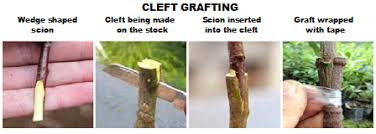 CLEFT GRAFTING
Wedge shaped
scion
Cleft being made
on the stock
Scion inserted
into the cleft
Graft wrapped
with tape